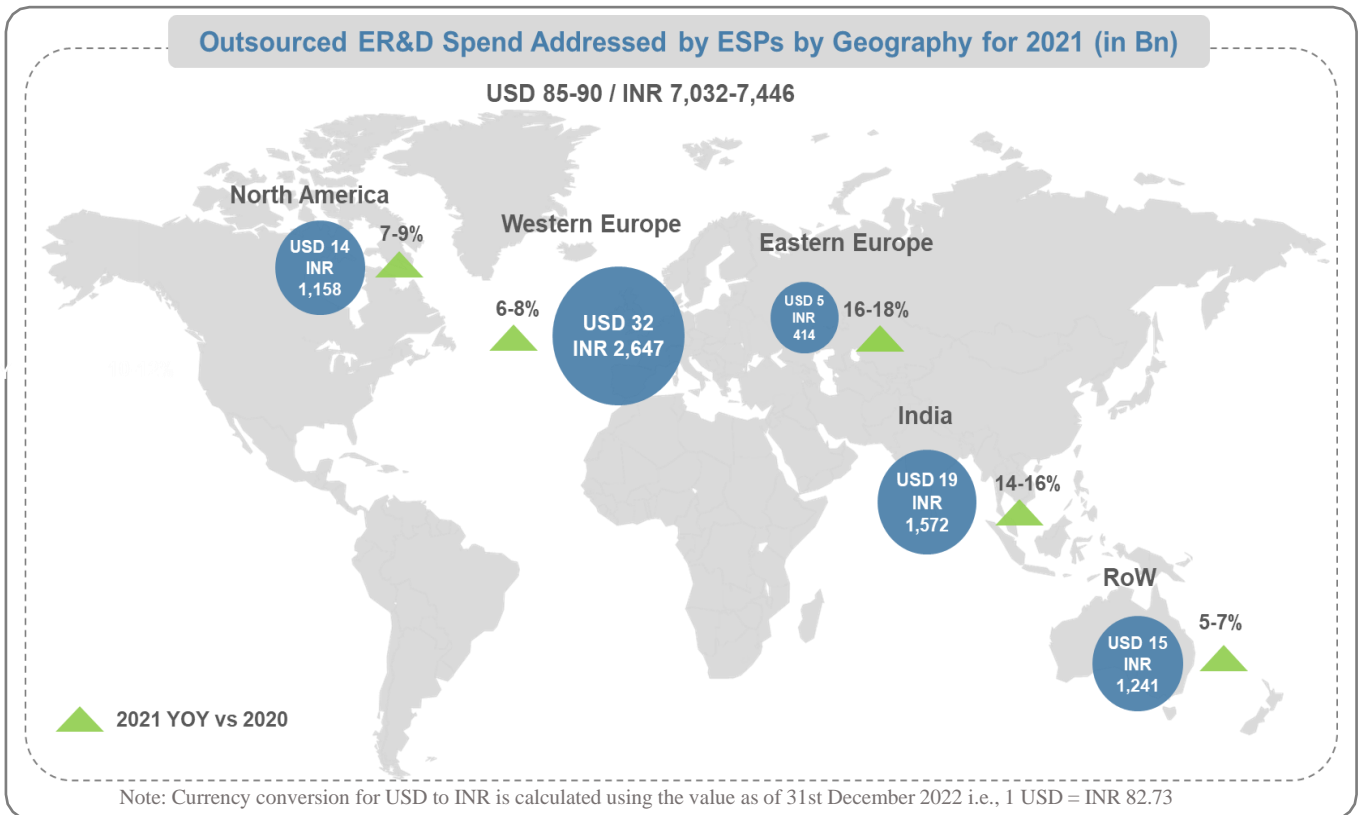 Outsourced ER&D Spend Addressed by ESPs by Geography for 2021 (in Bn)
USD 85-90 / INR 7,032-7,446
North America
USD 14
INR
1,158
7-9%
Western Europe
6-8%
USD 32
INR 2,647
Eastern Europe
USD 5
INR
414
16-18%
India
USD 19
INR
1,572
14-16%
RoW
USD 15
INR
1,241
5-7%
2021 YOY vs 2020
Note: Currency conversion for USD to INR is calculated using the value as of 31st December 2022 i.e., 1 USD = INR 82.73